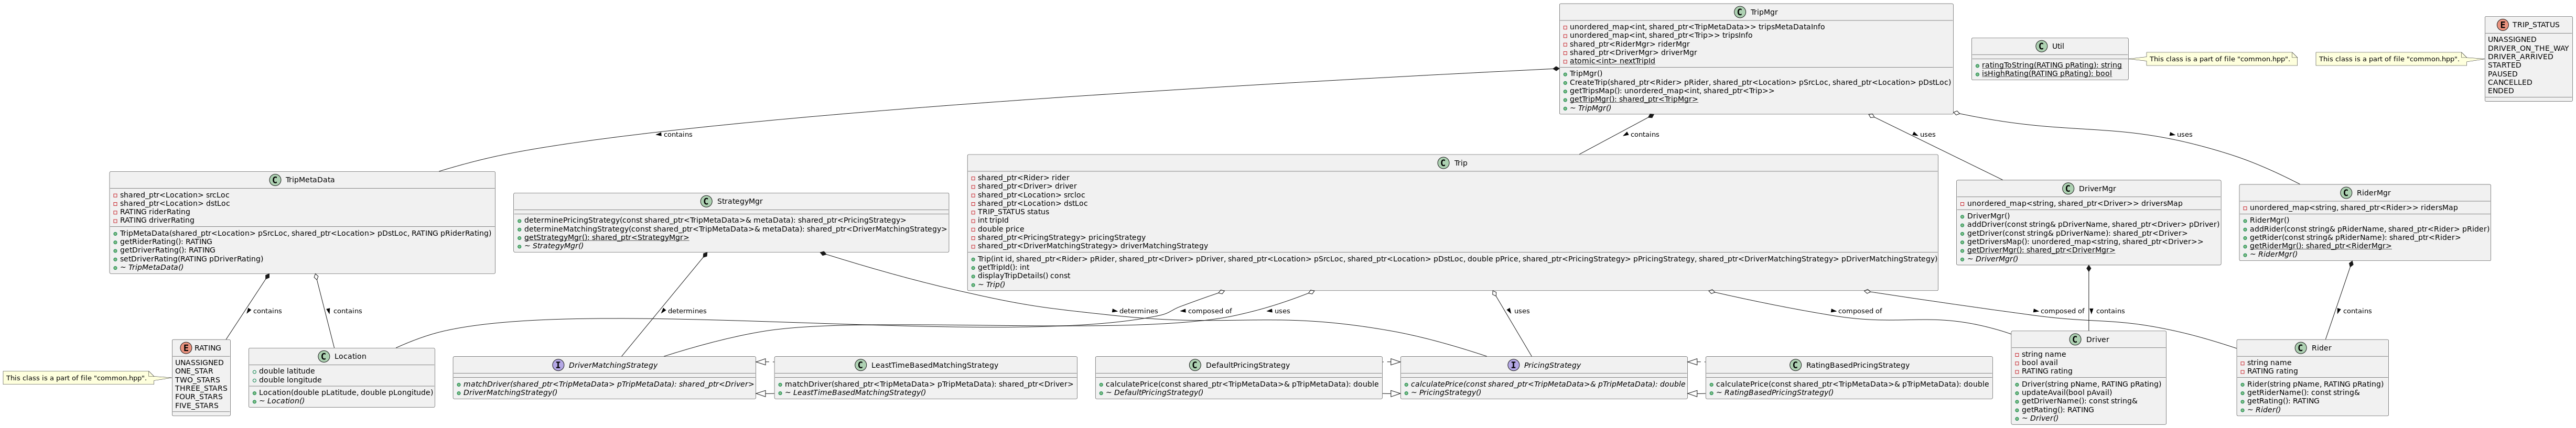 TripMgr
unordered_map<int, shared_ptr<TripMetaData>> tripsMetaDataInfo
unordered_map<int, shared_ptr<Trip>> tripsInfo
shared_ptr<RiderMgr> riderMgr
shared_ptr<DriverMgr> driverMgr
atomic<int> nextTripId
TripMgr()
CreateTrip(shared_ptr<Rider> pRider, shared_ptr<Location> pSrcLoc, shared_ptr<Location> pDstLoc)
getTripsMap(): unordered_map<int, shared_ptr<Trip>>
getTripMgr(): shared_ptr<TripMgr>
~ TripMgr()
Util
ratingToString(RATING pRating): string
isHighRating(RATING pRating): bool
This class is a part of file "common.hpp".
This class is a part of file "common.hpp".
E TRIP_STATUS
UNASSIGNED
DRIVER_ON_THE_WAY
DRIVER_ARRIVED
STARTED
PAUSED
CANCELLED
ENDED
contains
contains
uses
uses
C TripMetaData
shared_ptr<Location> srcLoc
shared_ptr<Location> dstLoc
RATING riderRating
RATING driverRating
TripMetaData(shared_ptr<Location> pSrcLoc, shared_ptr<Location> pDstLoc, RATING pRiderRating)
getRiderRating(): RATING
getDriverRating(): RATING
setDriverRating(RATING pDriverRating)
~ TripMetaData()
C StrategyMgr
determinePricingStrategy(const shared_ptr<TripMetaData>& metaData): shared_ptr<PricingStrategy>
determineMatchingStrategy(const shared_ptr<TripMetaData>& metaData): shared_ptr<DriverMatchingStrategy>
getStrategyMgr(): shared_ptr<StrategyMgr>
~ StrategyMgr()
C Trip
shared_ptr<Rider> rider
shared_ptr<Driver> driver
shared_ptr<Location> srcloc
shared_ptr<Location> dstLoc
TRIP_STATUS status
int tripId
double price
shared_ptr<PricingStrategy> pricingStrategy
shared_ptr<DriverMatchingStrategy> driverMatchingStrategy
Trip(int id, shared_ptr<Rider> pRider, shared_ptr<Driver> pDriver, shared_ptr<Location> pSrcLoc, shared_ptr<Location> pDstLoc, double pPrice, shared_ptr<PricingStrategy> pPricingStrategy, shared_ptr<DriverMatchingStrategy> pDriverMatchingStrategy)
getTripId(): int
displayTripDetails() const
~ Trip()
C DriverMgr
unordered_map<string, shared_ptr<Driver>> driversMap
DriverMgr()
addDriver(const string& pDriverName, shared_ptr<Driver> pDriver)
getDriver(const string& pDriverName): shared_ptr<Driver>
getDriversMap(): unordered_map<string, shared_ptr<Driver>>
getDriverMgr(): shared_ptr<DriverMgr>
~ DriverMgr()
C RiderMgr
unordered_map<string, shared_ptr<Rider>> ridersMap
RiderMgr()
addRider(const string& pRiderName, shared_ptr<Rider> pRider)
getRider(const string& pRiderName): shared_ptr<Rider>
getRiderMgr(): shared_ptr<RiderMgr>
~ RiderMgr()
contains
contains
determines
determines
composed of
uses
uses
composed of
composed of
contains
contains
This class is a part of file "common.hpp".
E RATING
UNASSIGNED
ONE_STAR
TWO_STARS
THREE_STARS
FOUR_STARS
FIVE_STARS
C Location
double latitude
double longitude
Location(double pLatitude, double pLongitude)
~ Location()
I DriverMatchingStrategy
matchDriver(shared_ptr<TripMetaData> pTripMetaData): shared_ptr<Driver>
DriverMatchingStrategy()
C LeastTimeBasedMatchingStrategy
matchDriver(shared_ptr<TripMetaData> pTripMetaData): shared_ptr<Driver>
~ LeastTimeBasedMatchingStrategy()
C DefaultPricingStrategy
calculatePrice(const shared_ptr<TripMetaData>& pTripMetaData): double
~ DefaultPricingStrategy()
I PricingStrategy
calculatePrice(const shared_ptr<TripMetaData>& pTripMetaData): double
~ PricingStrategy()
C RatingBasedPricingStrategy
calculatePrice(const shared_ptr<TripMetaData>& pTripMetaData): double
~ RatingBasedPricingStrategy()
C Driver
string name
bool avail
RATING rating
Driver(string pName, RATING pRating)
updateAvail(bool pAvail)
getDriverName(): const string&
getRating(): RATING
~ Driver()
C Rider
string name
RATING rating
Rider(string pName, RATING pRating)
getRiderName(): const string&
getRating(): RATING
~ Rider()